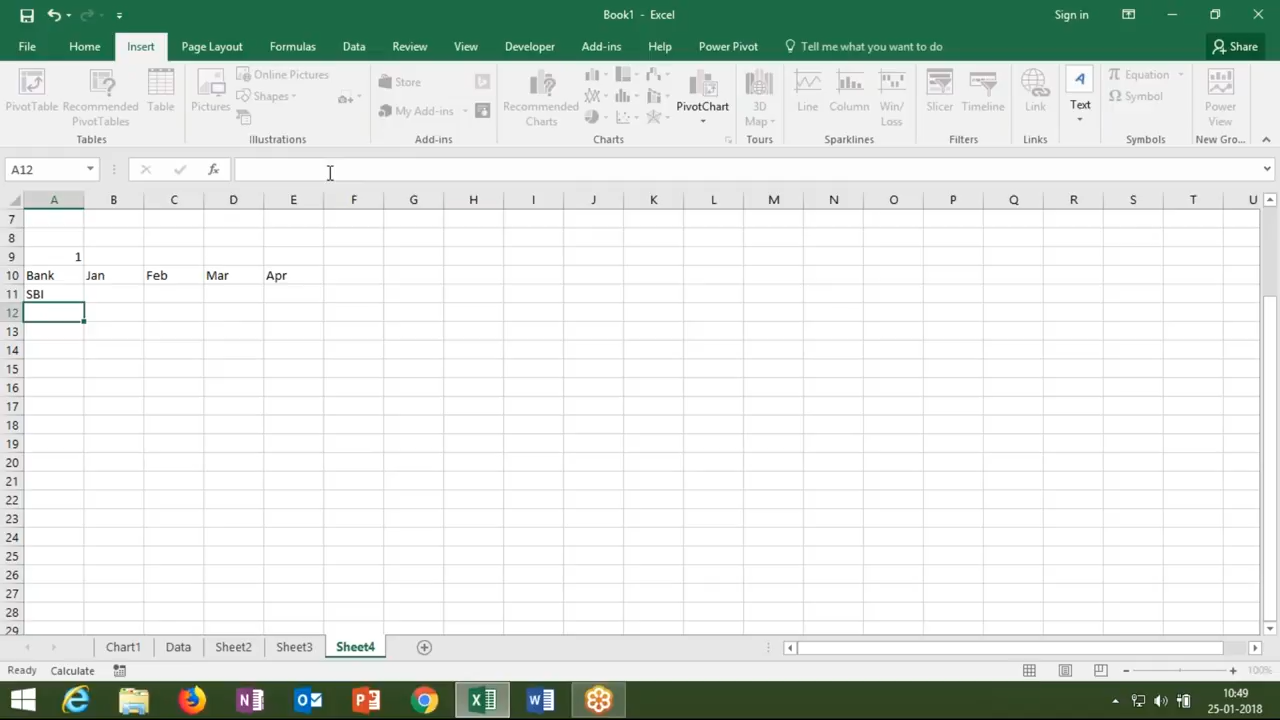 Book1 - Excel
Sign in
File Home Insert Page Layout Formulas Data Review View Developer Add-ins Help Power Pivot Tell me what you want to do Share
PivotTable
Recommended
PivotTables
Table
Tables
Pictures
Online Pictures
Shapes
Illustrations
Store
My Add-ins
Add-ins
Recommended
Charts
PivotChart
Charts
3D
Map
Tours
Line
Column
Win/
Loss
Sparklines
Slicer
Timeline
Filters
Link
Links
A
Text
Equation
Symbol
Symbols
Power
View
New Gro...
A12 fx
A B C D E F G H I J K L M N O P Q R S T U
7
8
9 1
10 Bank Jan Feb Mar Apr
11 SBI
12
13
14
15
16
17
18
19
20
21
22
23
24
25
26
27
28
29
Chart1 Data Sheet2 Sheet3 Sheet4
Ready Calculate 100%
10:49
25-01-2018